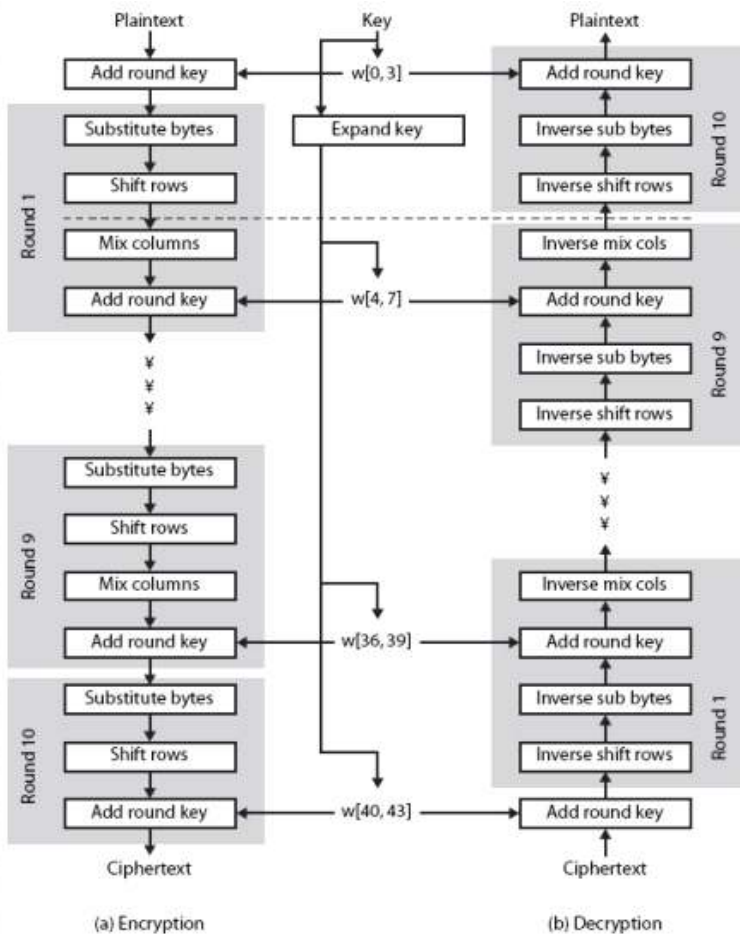 Plaintext
Add round key
Round 1
Substitute bytes
Shift rows
Mix columns
Add round key
¥
¥
¥
Round 9
Substitute bytes
Shift rows
Mix columns
Add round key
Round 10
Substitute bytes
Shift rows
Add round key
Ciphertext
(a) Encryption
Key
w[0, 3]
Expand key
w[4, 7]
w[36, 39]
w[40, 43]
Plaintext
Add round key
Inverse sub bytes
Inverse shift rows
Round 10
Inverse mix cols
Add round key
Inverse sub bytes
Inverse shift rows
Round 9
¥
¥
¥
Inverse mix cols
Add round key
Inverse sub bytes
Inverse shift rows
Round 1
Add round key
Ciphertext
(b) Decryption